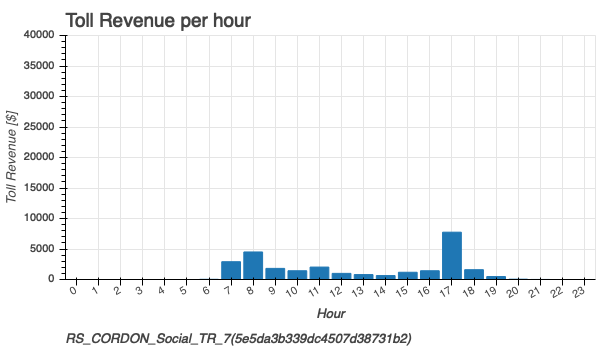 Toll Revenue per hour
40000
35000
30000
25000
20000
15000
10000
5000
0
Toll Revenue [$]
0 1 2 3 4 5 6 7 8 9 10 11 12 13 14 15 16 17 18 19 20 21 22 23
Hour
RS_CORDON_Social_TR_7(5e5da3b339dc4507d38731b2)